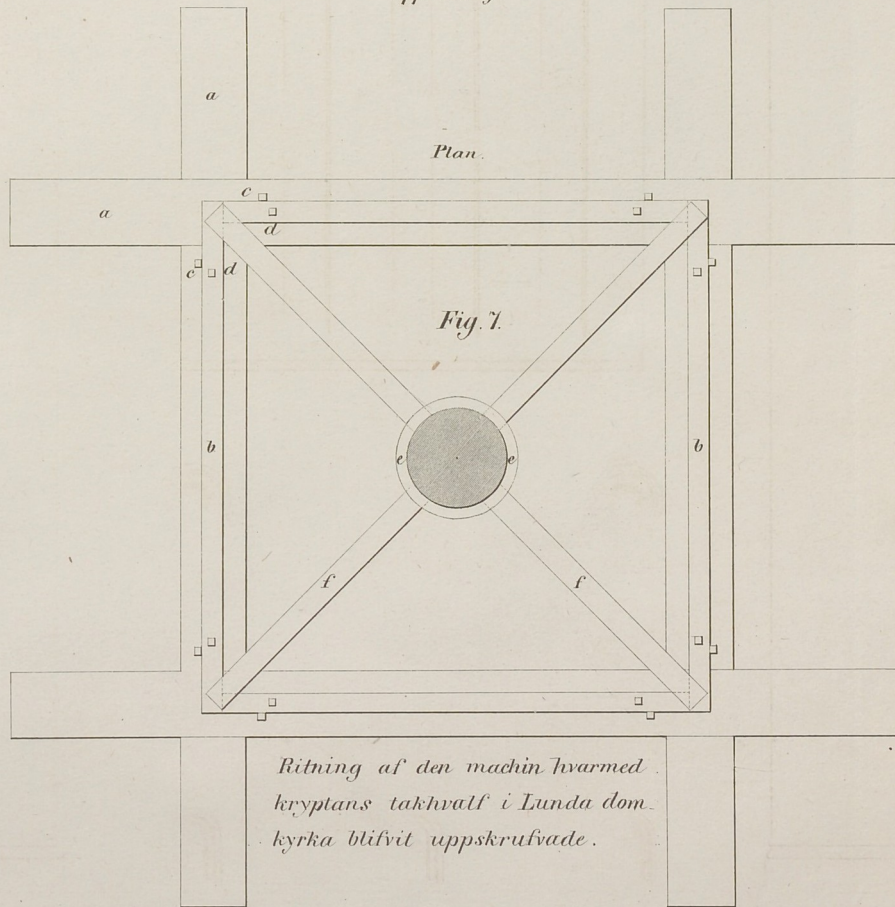 a
Plan.
c
a
d
c
d
Fig. 7.
b
b
e
e
f
f
Ritning af den machin hvarmed
kryptans takhvalf i Lunda dom-
kyrka blifvit uppskrufvade.